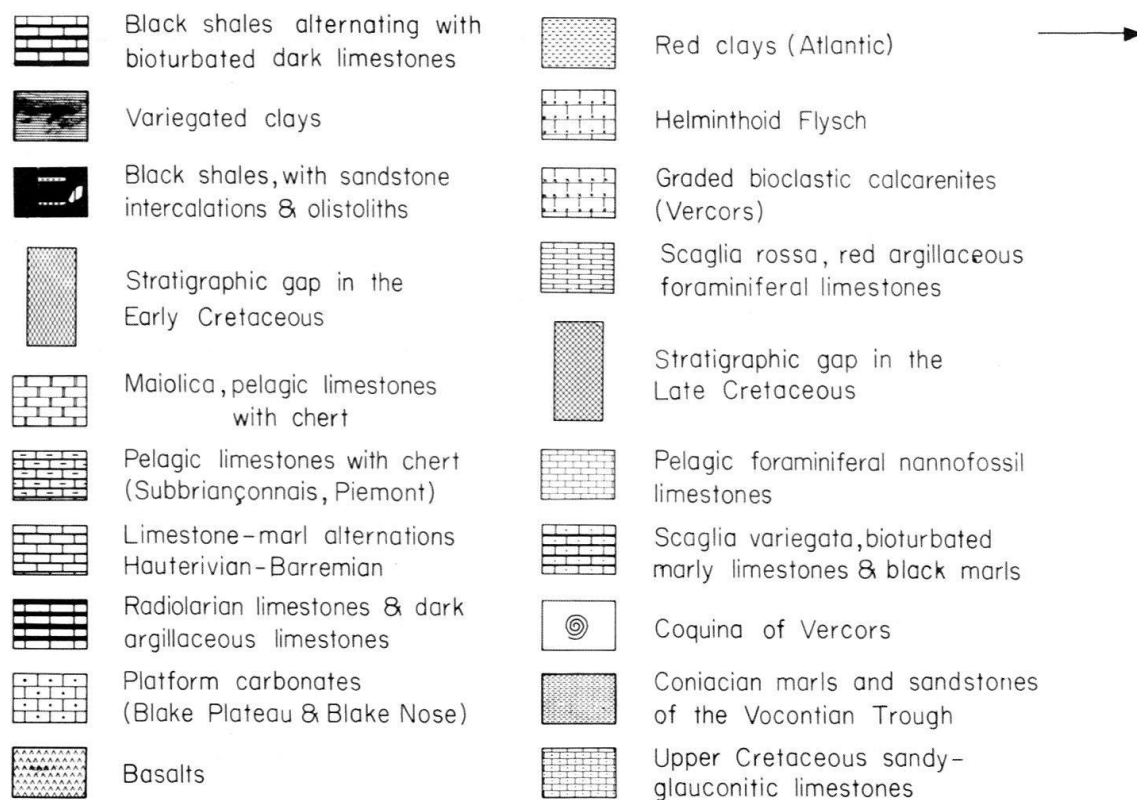 Black shales alternating with
bioturbated dark limestones
Variegated clays
Black shales, with sandstone
intercalations & olistoliths
Stratigraphic gap in the
Early Cretaceous
Maiolica, pelagic limestones
with chert
Pelagic limestones with chert
(Subbriançonnais, Piemont)
Limestone-marl alternations
Hauterivian-Barremian
Radiolarian limestones & dark
argillaceous limestones
Platform carbonates
(Blake Plateau & Blake Nose)
Basalts
Red clays (Atlantic)
Helminthoid Flysch
Graded bioclastic calcarenites
(Vercors)
Scaglia rossa, red argillaceous
foraminiferal limestones
Stratigraphic gap in the
Late Cretaceous
Pelagic foraminiferal nannofossil
limestones
Scaglia variegata, bioturbated
marly limestones & black marls
Coquina of Vercors
Coniacian marls and sandstones
of the Vocontian Trough
Upper Cretaceous sandy-
glauconitic limestones